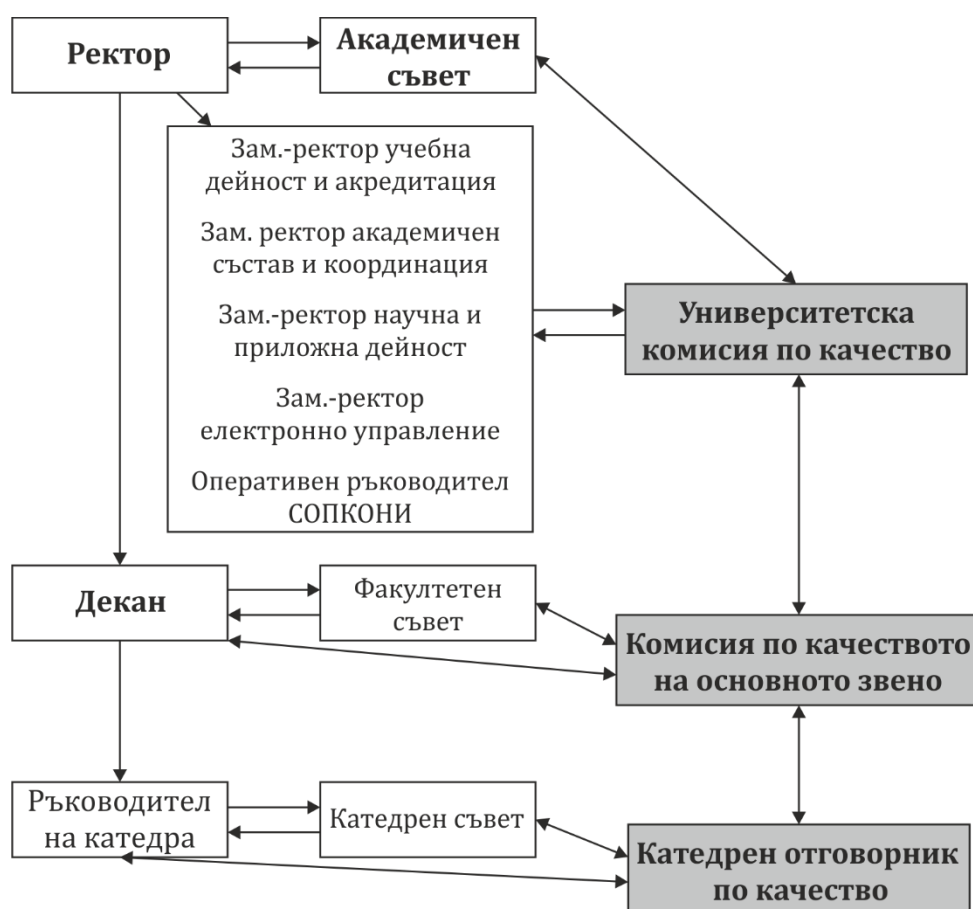 Ректор
Академичен
съвет
Зам.-ректор учебна
дейност и акредитация
Зам. ректор академичен
състав и координация
Зам.-ректор научна и
приложна дейност
Зам.-ректор
електронно управление
Оперативен ръководител
СОПКОНИ
Университетска
комисия по качество
Декан
Факултетен
съвет
Комисия по качеството
на основното звено
Ръководител
на катедра
Катедрен съвет
Катедрен отговорник
по качество